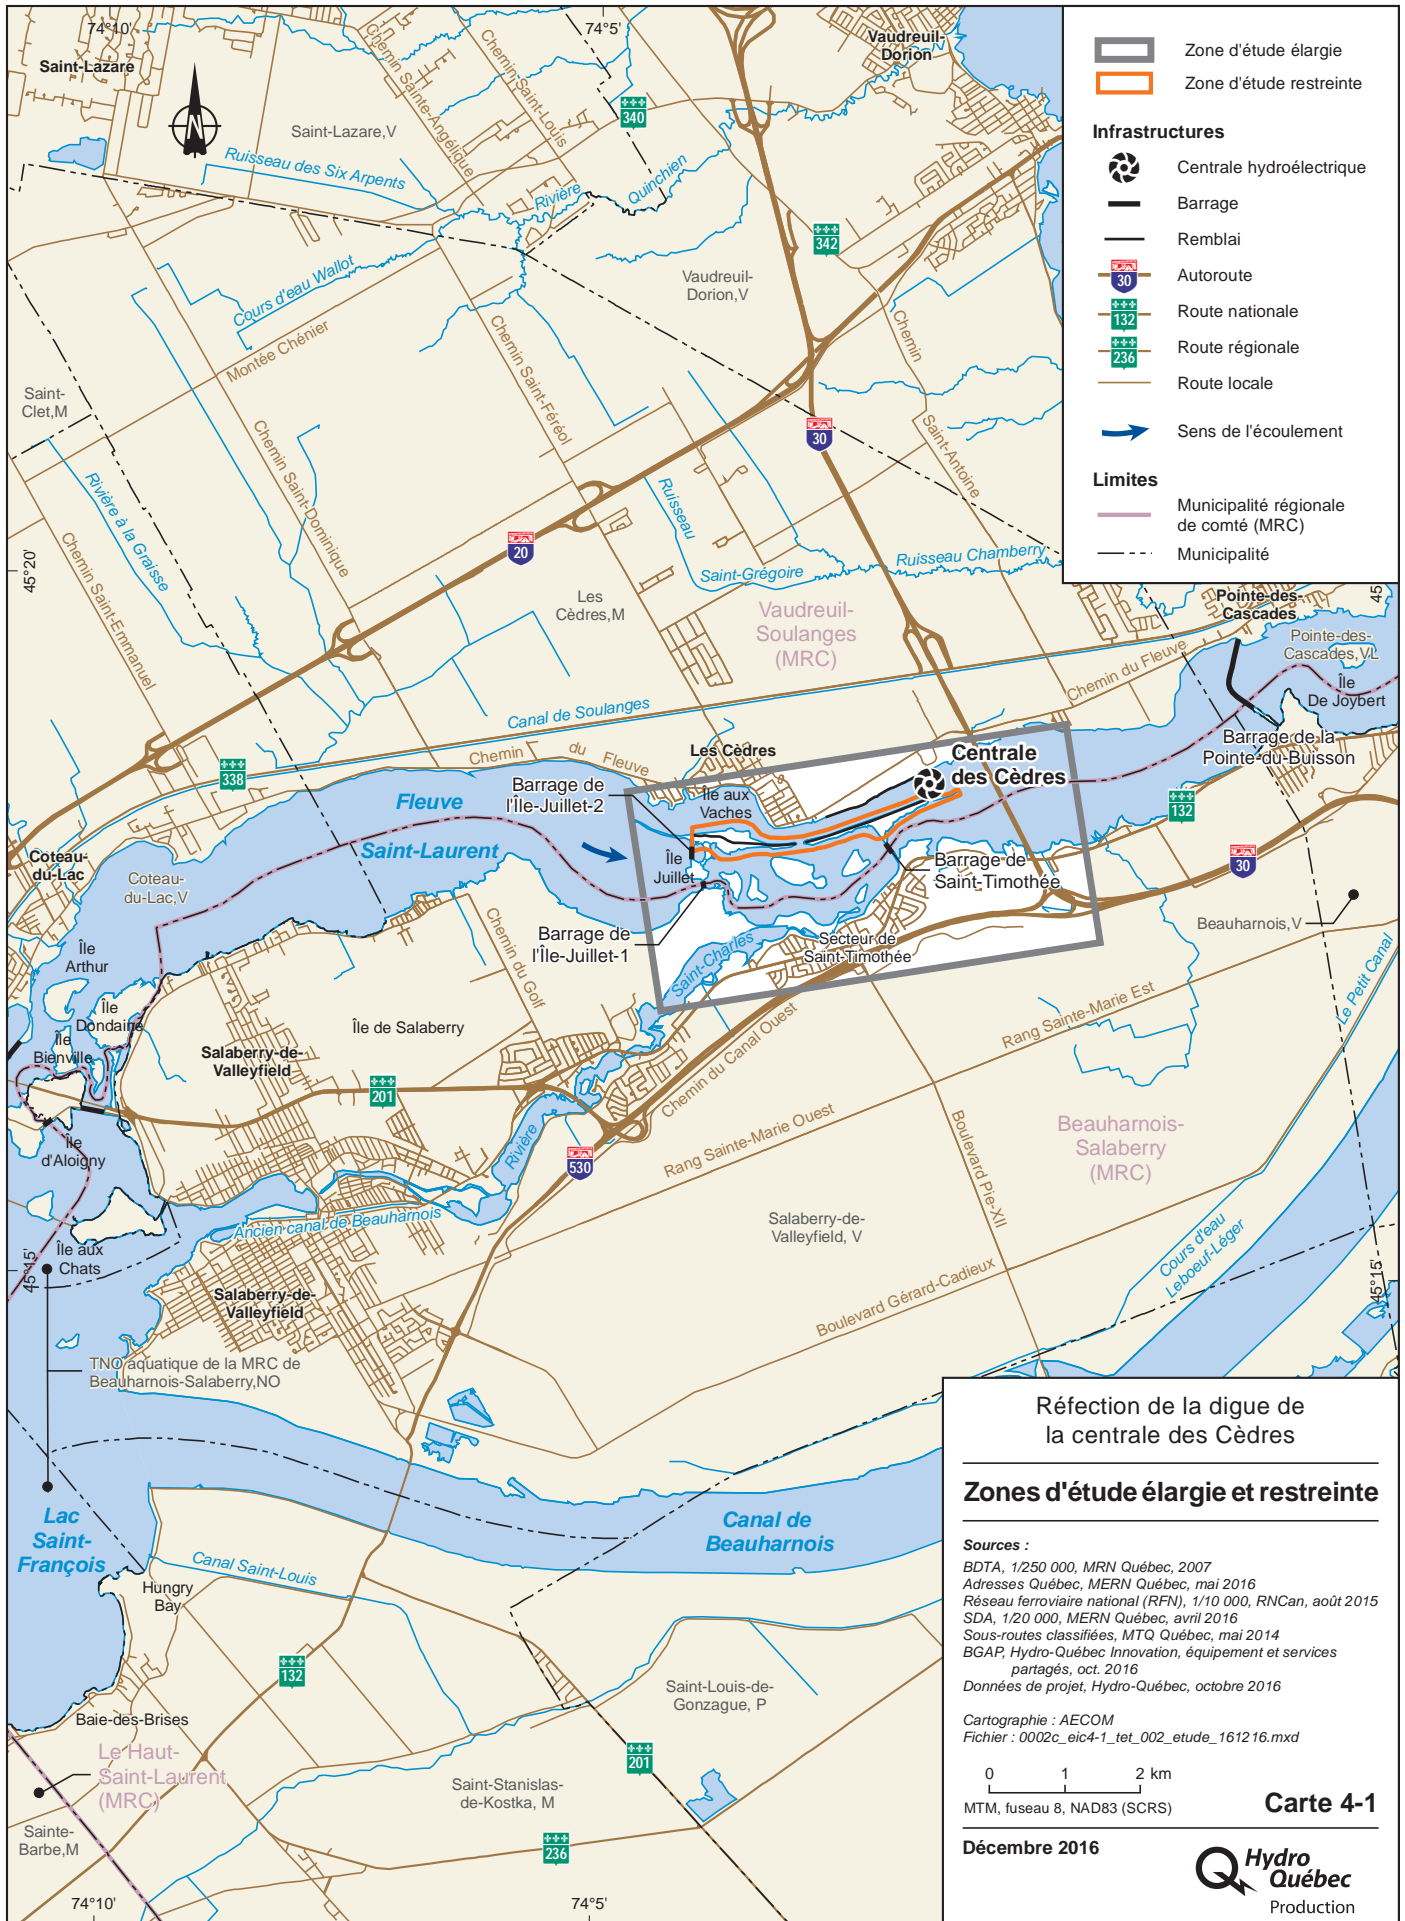 74°10'
74°5'
Vaudreuil-
Dorion
Saint-Lazare
Chemin Sainte-Angélique
Chemin Saint-Louis
340
N
Saint-Lazare,V
Ruisseau des Six Arpents
Rivière
Quinchien
342
Vaudreuil-
Dorion,V
Cours d'eau Wallot
Montée Chénier
Chemin Saint-Féréol
Chemin
Saint-Antoine
Saint-
Clet,M
Chemin Saint-Dominique
30
Rivière à la Graisse
Ruisseau
Saint-Grégoire
Ruisseau Chamberry
20
45°20'
Chemin Saint-Emmanuel
Les
Cèdres,M
Vaudreuil-
Soulanges
(MRC)
45
Pointe-des-
Cascades
Pointe-des-
Cascades,VL
Île
De Joybert
Chemin du Fleuve
Canal de Soulanges
Chemin
du
Fleuve
Les Cèdres
Centrale
des Cèdres
Barrage de la
Pointe-du-Buisson
338
Barrage de
l'Île-Juillet-2
Île aux
Vaches
Fleuve
Saint-Laurent
132
Île
Juillet
Barrage de
Saint-Timothée
30
Coteau-
du-Lac
Coteau-
du-Lac,V
Beauharnois,V
Barrage de
l'Île-Juillet-1
Chemin du Golf
Saint-Charles
Secteur de
Saint-Timothée
Île
Arthur
Île
Dondaine
Île
Bienville
Île de Salaberry
Le Petit Canal
Rang Sainte-Marie Est
Salaberry-de-
Valleyfield
201
Chemin du Canal Ouest
Rang Sainte-Marie Ouest
Boulevard Pie-XII
Beauharnois-
Salaberry
(MRC)
Île
d'Aloigny
Rivière
530
Ancien canal de Beauharnois
Salaberry-de-
Valleyfield, V
Cours d'eau
Leboeuf-Léger
Île aux
Chats
45°15'
45°15'
Boulevard Gérard-Cadieux
Salaberry-de-
Valleyfield
TNO aquatique de la MRC de
Beauharnois-Salaberry,NO
Lac
Saint-
François
Canal de
Beauharnois
Canal Saint-Louis
Hungry
Bay
132
Saint-Louis-de-
Gonzague, P
Baie-des-Brises
Le Haut-
Saint-Laurent
(MRC)
201
Saint-Stanislas-
de-Kostka, M
Sainte-
Barbe,M
236
74°10'
74°5'
Zone d'étude élargie
Zone d'étude restreinte
Infrastructures
Centrale hydroélectrique
Barrage
Remblai
30 Autoroute
132 Route nationale
236 Route régionale
Route locale
Sens de l'écoulement
Limites
Municipalité régionale
de comté (MRC)
Municipalité
Réfection de la digue de
la centrale des Cèdres
Zones d'étude élargie et restreinte
Sources :
BDTA, 1/250 000, MRN Québec, 2007
Adresses Québec, MERN Québec, mai 2016
Réseau ferroviaire national (RFN), 1/10 000, RNCan, août 2015
SDA, 1/20 000, MERN Québec, avril 2016
Sous-routes classifiées, MTQ Québec, mai 2014
BGAP, Hydro-Québec Innovation, équipement et services
partagés, oct. 2016
Données de projet, Hydro-Québec, octobre 2016
Cartographie : AECOM
Fichier : 0002c_eic4-1_tet_002_etude_161216.mxd
0 1 2 km
MTM, fuseau 8, NAD83 (SCRS)
Carte 4-1
Décembre 2016
Hydro
Québec
Production